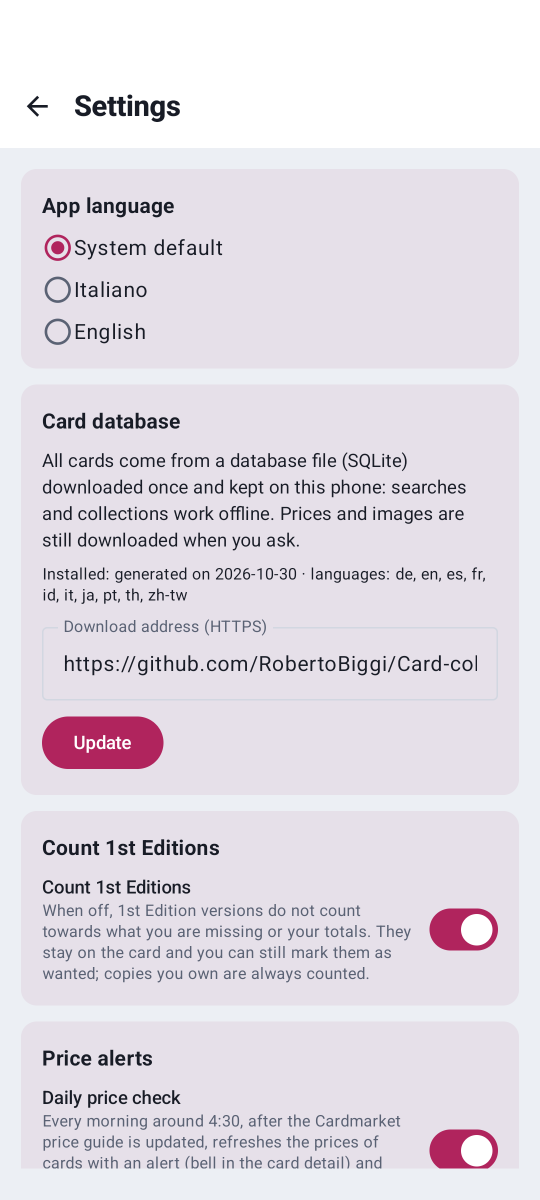 Settings
App language
System default
Italiano
English
Card database
All cards come from a database file (SQLite)
downloaded once and kept on this phone: searches
and collections work offline. Prices and images are
still downloaded when you ask.
Installed: generated on 2026-10-30 · languages: de, en, es, fr,
id, it, ja, pt, th, zh-tw
Download address (HTTPS)
https://github.com/RobertoBiggi/Card-col
Update
Count 1st Editions
Count 1st Editions
When off, 1st Edition versions do not count
towards what you are missing or your totals. They
stay on the card and you can still mark them as
wanted; copies you own are always counted.
Price alerts
Daily price check
Every morning around 4:30, after the Cardmarket
price guide is updated, refreshes the prices of
cards with an alert (bell in the card detail) and